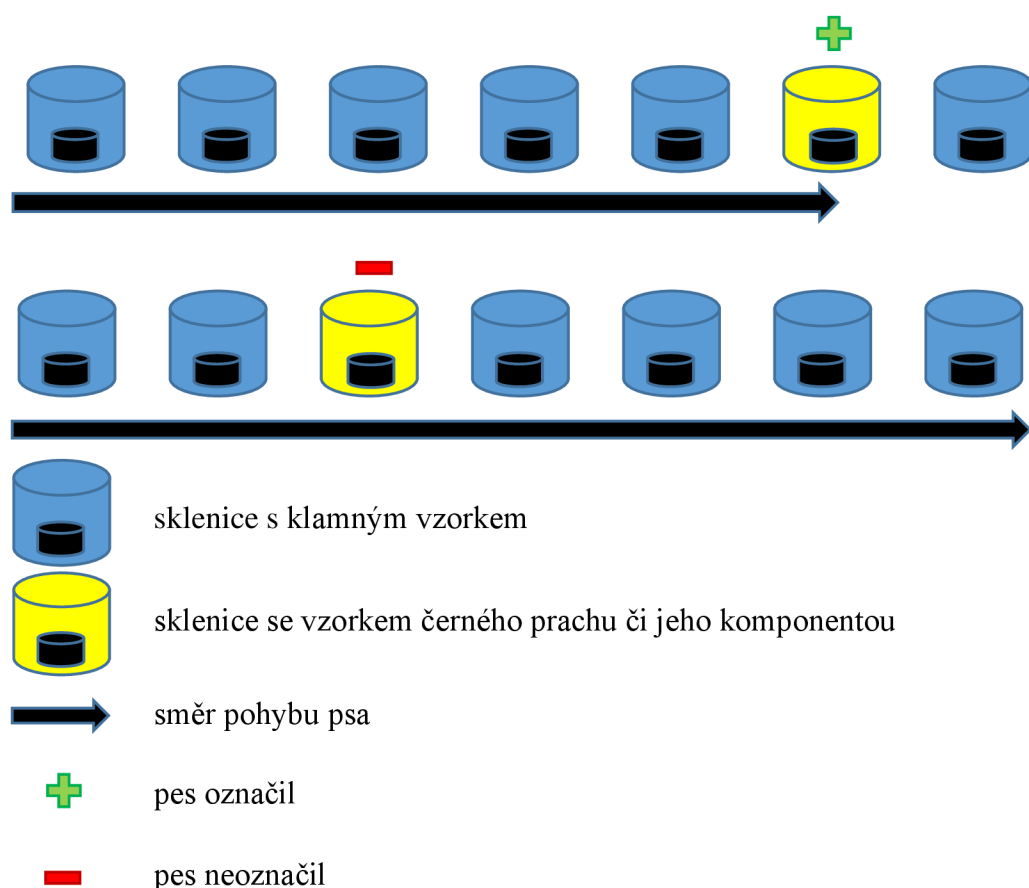 sklenice s klamným vzorkem
sklenice se vzorkem černého prachu či jeho komponentou
směr pohybu psa
pes označil
pes neoznačil